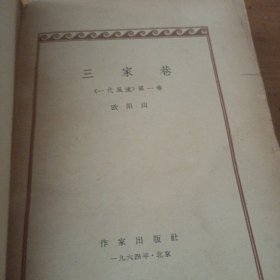 三家巷
《一代风流》第一卷
欧阳山
作家出版社
一九六四年·北京